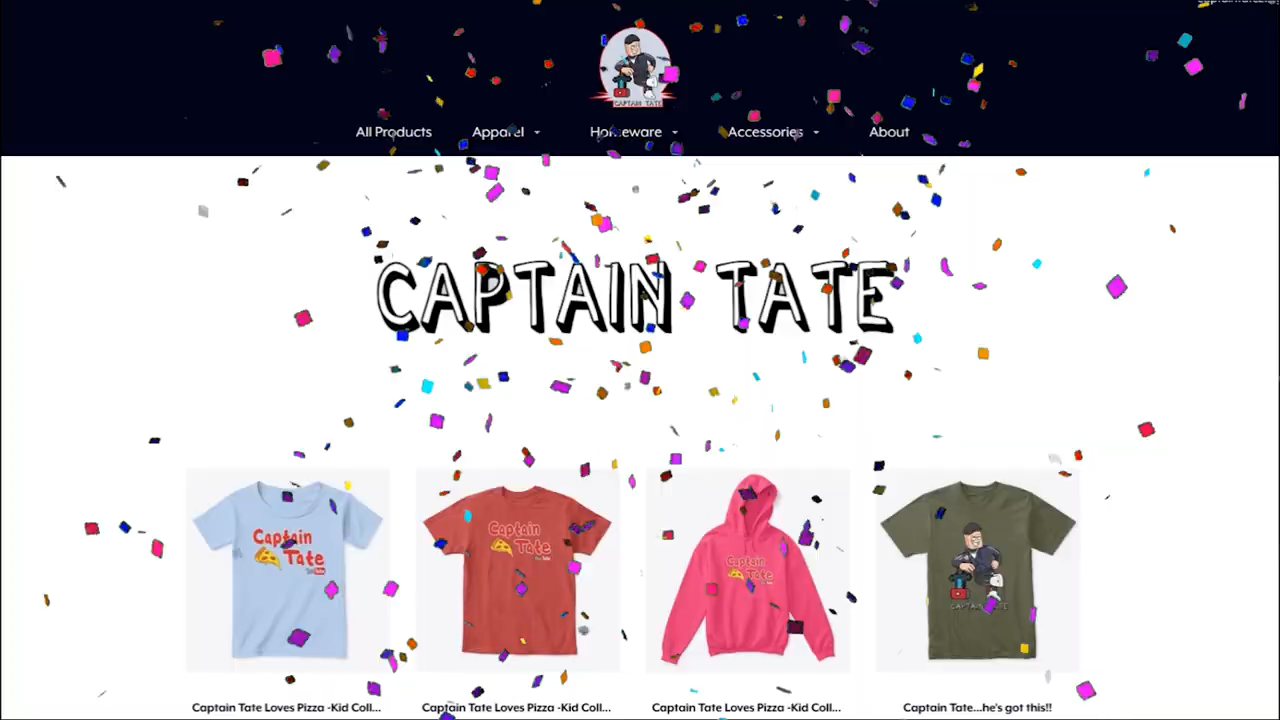 CAPTAIN TATE
All Products
Apparel
Homeware
Accessories
About
CAPTAIN TATE
Captain
Tate
Captain
Tate
Captain
Tate
CAPTAIN TATE
Captain Tate Loves Pizza -Kid Coll...
Captain Tate Loves Pizza -Kid Coll...
Captain Tate Loves Pizza -Kid Coll...
Captain Tate...he's got this!!